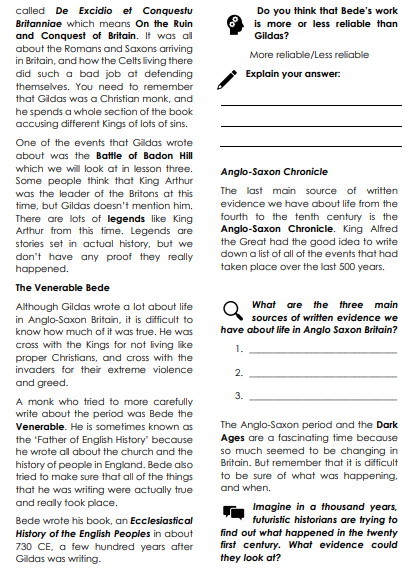 called De Excidio et Conquestu
Britanniae which means On the Ruin
and Conquest of Britain. It was all
about the Romans and Saxons arriving
in Britain, and how the Celts living there
did such a bad job at defending
themselves. You need to remember
that Gildas was a Christian monk, and
he spends a whole section of the book
accusing different Kings of lots of sins.
One of the events that Gildas wrote
about was the Battle of Badon Hill
which we will look at in lesson three.
Some people think that King Arthur
was the leader of the Britons at this
time, but Gildas doesn't mention him.
There are lots of legends like King
Arthur from this time. Legends are
stories set in actual history, but we
don't have any proof they really
happened.
The Venerable Bede
Although Gildas wrote a lot about life
in Anglo-Saxon Britain, it is difficult to
know how much of it was true. He was
cross with the Kings for not living like
proper Christians, and cross with the
invaders for their extreme violence
and greed.
A monk who tried to more carefully
write about the period was Bede the
Venerable. He is sometimes known as
the 'Father of English History' because
he wrote all about the church and the
history of people in England. Bede also
tried to make sure that all of the things
that he was writing were actually true
and really took place.
Bede wrote his book, an Ecclesiastical
History of the English Peoples in about
730 CE, a few hundred years after
Gildas was writing.
Do you think that Bede's work
is more or less reliable than
Gildas?
More reliable/Less reliable
Explain your answer:
Anglo-Saxon Chronicle
The last main source of written
evidence we have about life from the
fourth to the tenth century is the
Anglo-Saxon Chronicle. King Alfred
the Great had the good idea to write
down a list of all of the events that had
taken place over the last 500 years.
What are the three main
sources of written evidence we
have about life in Anglo Saxon Britain?
1.
2.
3.
The Anglo-Saxon period and the Dark
Ages are a fascinating time because
so much seemed to be changing in
Britain. But remember that it is difficult
to be sure of what was happening,
and when.
Imagine in a thousand years,
futuristic historians are trying to
find out what happened in the twenty
first century. What evidence could
they look at?